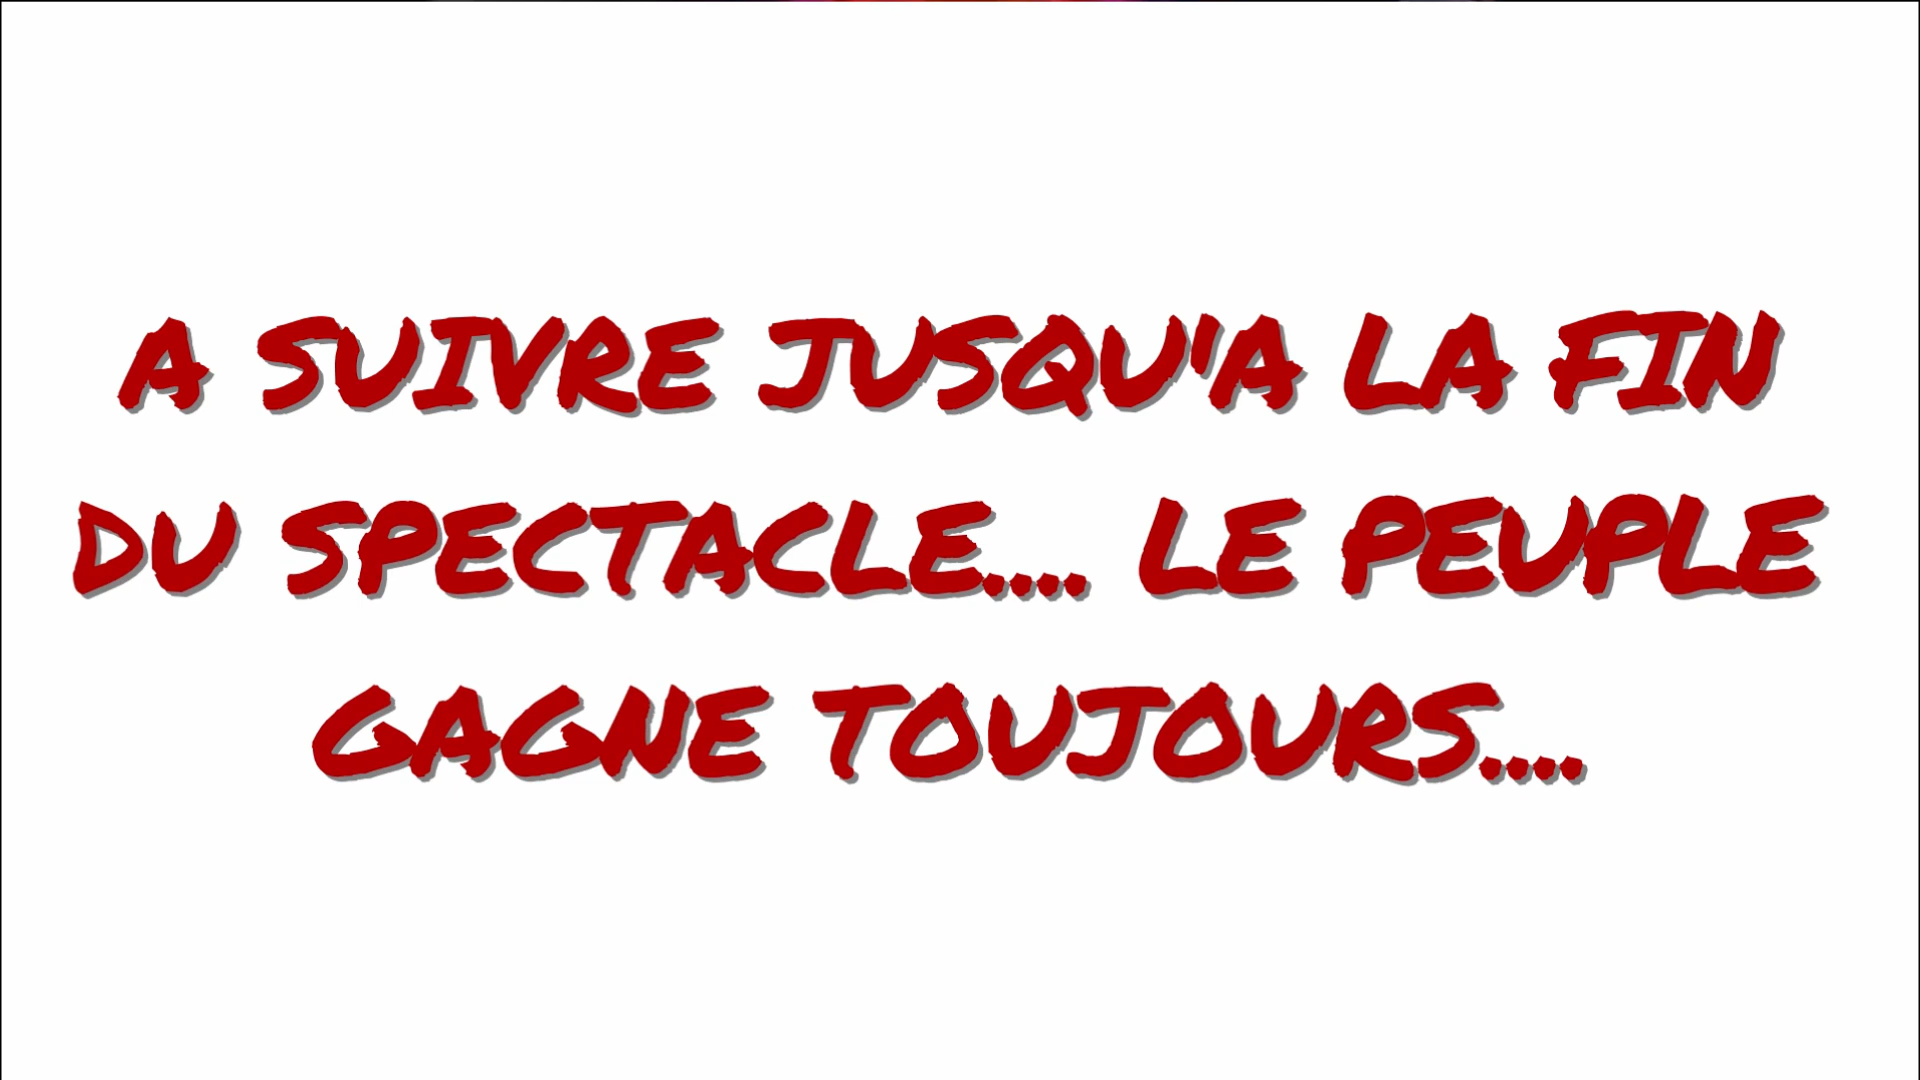 A SUIVRE JUSQU'A LA FIN
DU SPECTACLE.... LE PEUPLE
GAGNE TOUJOURS....